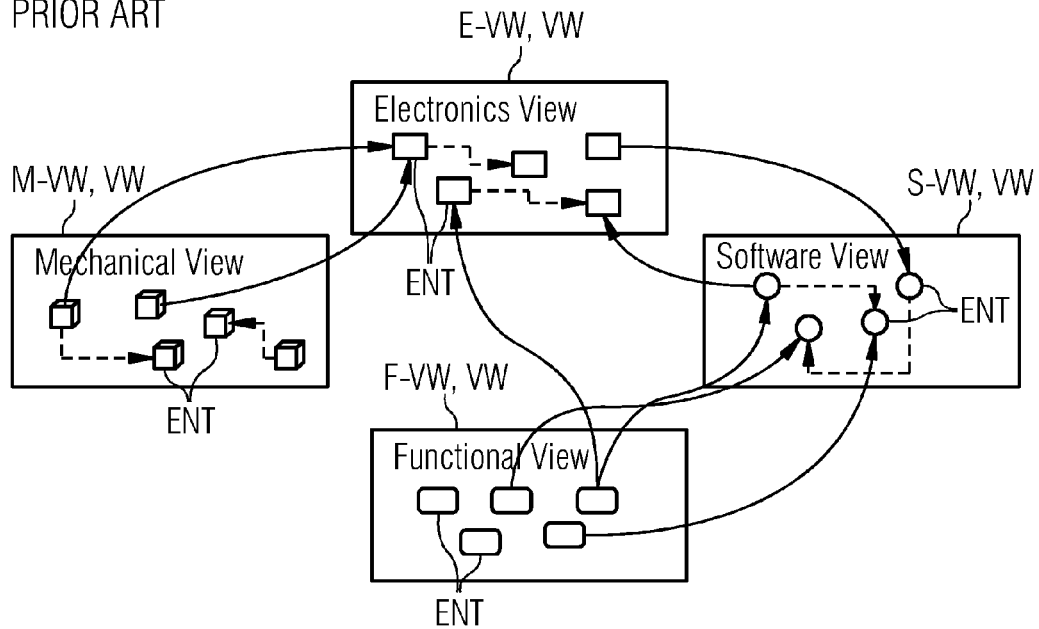 PRIOR ART
E-VW, VW
Electronics View
M-VW, VW
S-VW, VW
Mechanical View
Software View
ENT
ENT
F-VW, VW
ENT
Functional View
ENT